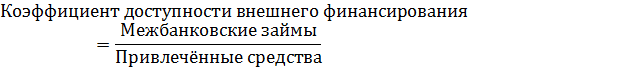 Коэффициент доступности внешнего финансирования
= Межбанковские займы
Привлечённые средства